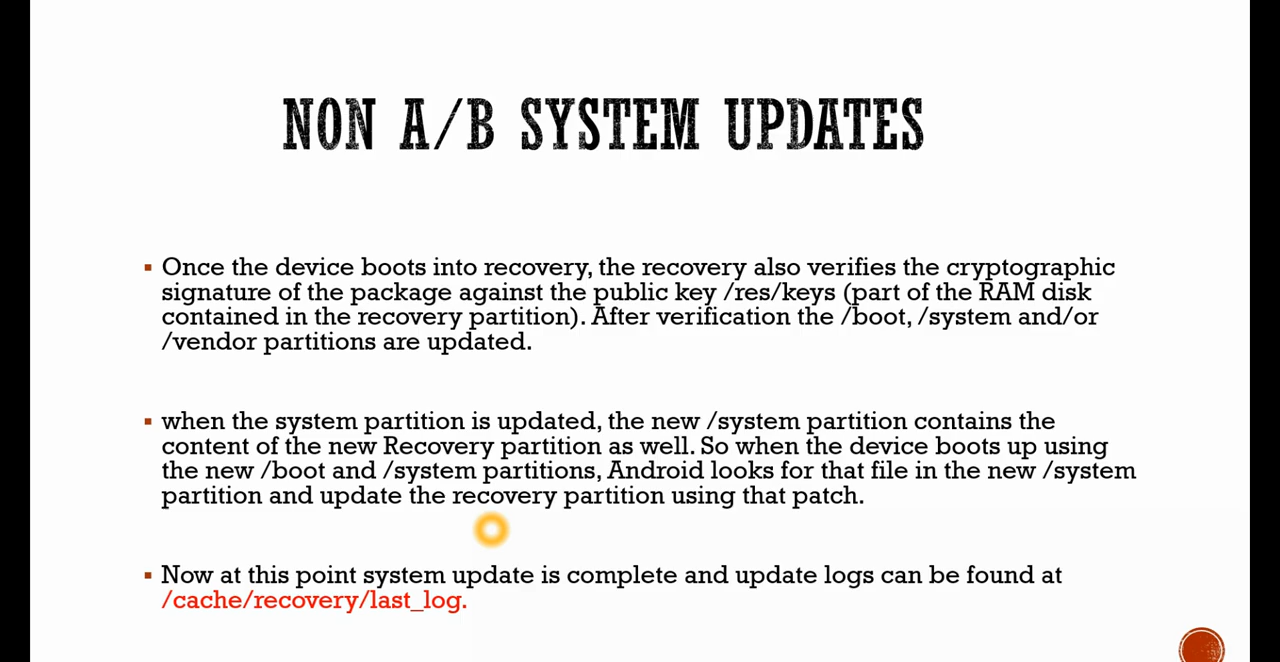 NON A/B SYSTEM UPDATES
▪ Once the device boots into recovery, the recovery also verifies the cryptographic
signature of the package against the public key /res/keys (part of the RAM disk
contained in the recovery partition). After verification the /boot, /system and/or
/vendor partitions are updated.
▪ when the system partition is updated, the new /system partition contains the
content of the new Recovery partition as well. So when the device boots up using
the new /boot and /system partitions, Android looks for that file in the new /system
partition and update the recovery partition using that patch.
▪ Now at this point system update is complete and update logs can be found at
/cache/recovery/last_log.